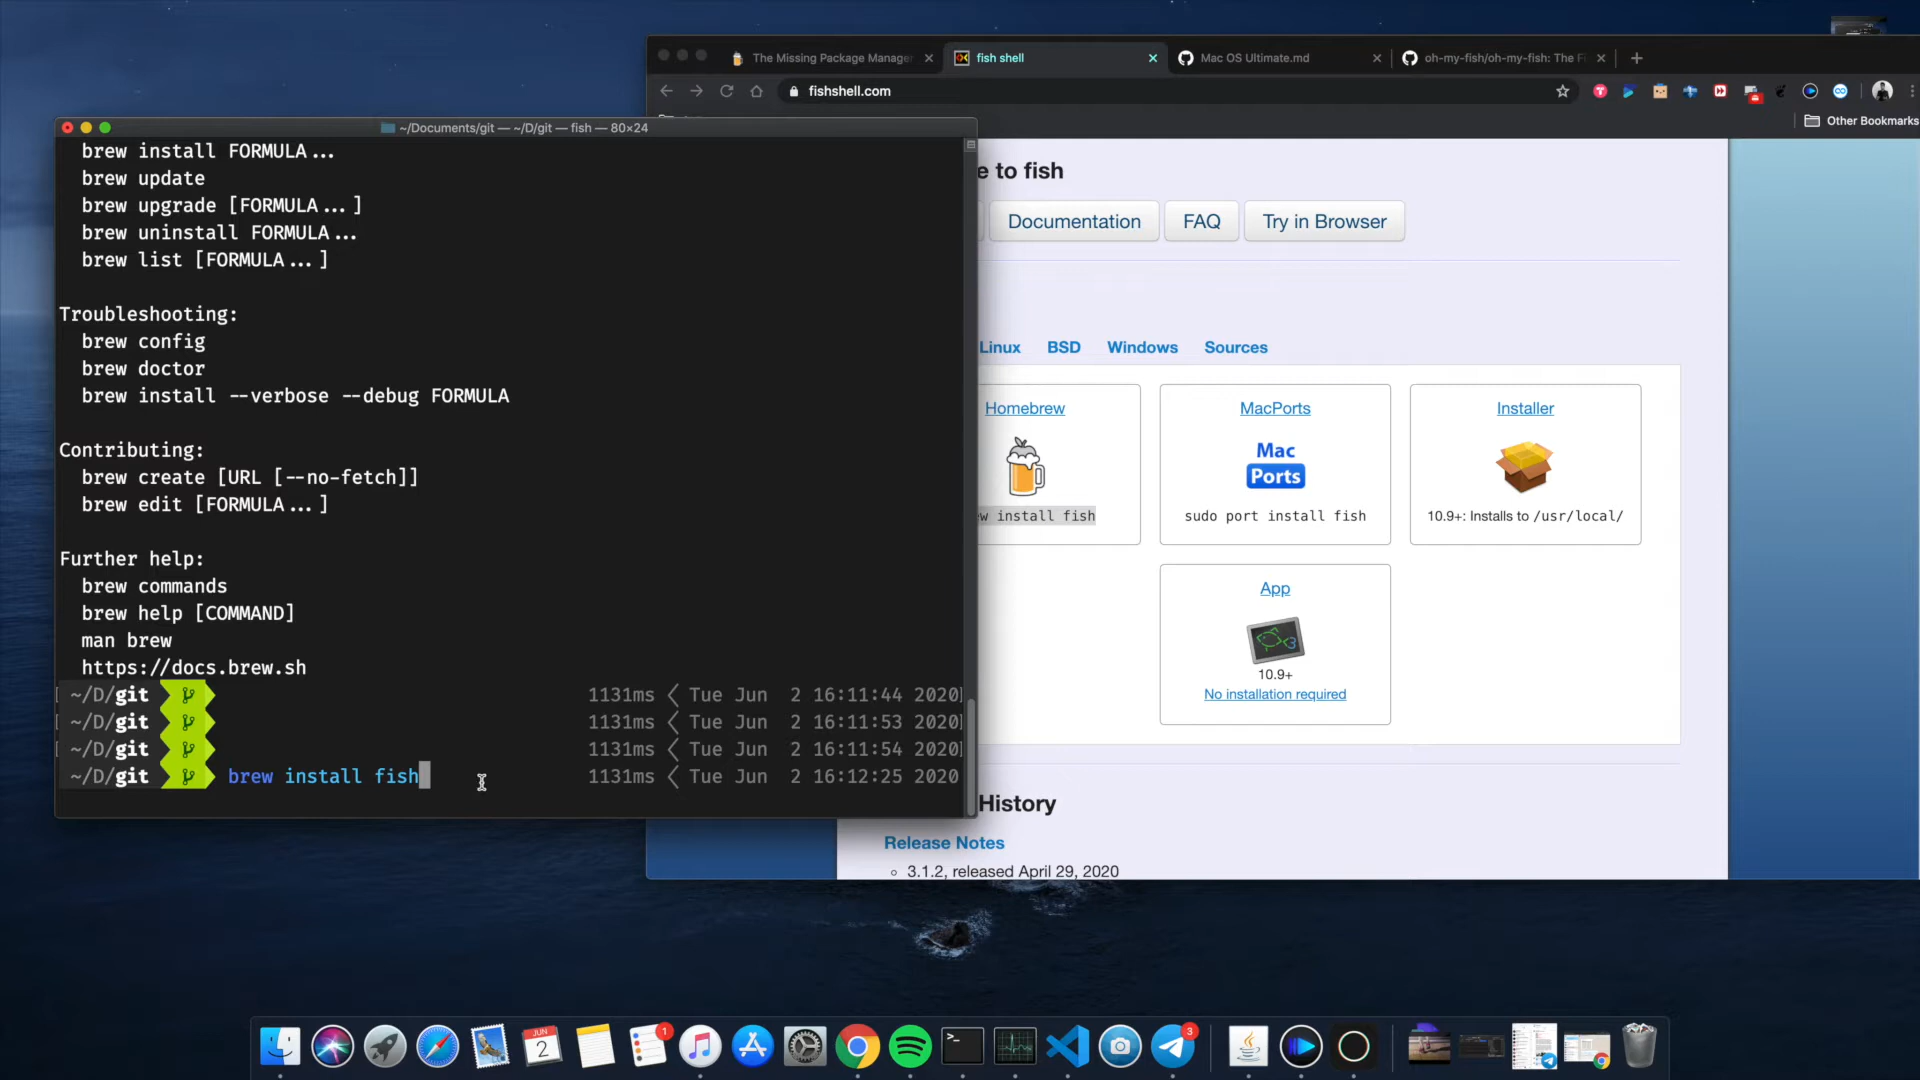 The Missing Package Manage
fish shell
Mac OS Ultimate.md
oh-my-fish/oh-my-fish: The F
fishshell.com
Other Bookmarks
~/Documents/git — ~/D/git — fish — 80×24
brew install FORMULA...
brew update
brew upgrade [FORMULA...]
brew uninstall FORMULA...
brew list [FORMULA...]
Troubleshooting:
brew config
brew doctor
brew install --verbose --debug FORMULA
Contributing:
brew create [URL [--no-fetch]]
brew edit [FORMULA...]
Further help:
brew commands
brew help [COMMAND]
man brew
https://docs.brew.sh
~/D/git 1131ms Tue Jun 2 16:11:44 2020
~/D/git 1131ms Tue Jun 2 16:11:53 2020
~/D/git 1131ms Tue Jun 2 16:11:54 2020
~/D/git brew install fish 1131ms Tue Jun 2 16:12:25 2020
e to fish
Documentation
FAQ
Try in Browser
Linux
BSD
Windows
Sources
Homebrew
w install fish
MacPorts
Mac
Ports
sudo port install fish
Installer
10.9+: Installs to /usr/local/
App
10.9+
No installation required
History
Release Notes
3.1.2, released April 29, 2020
JUN
2
1
3